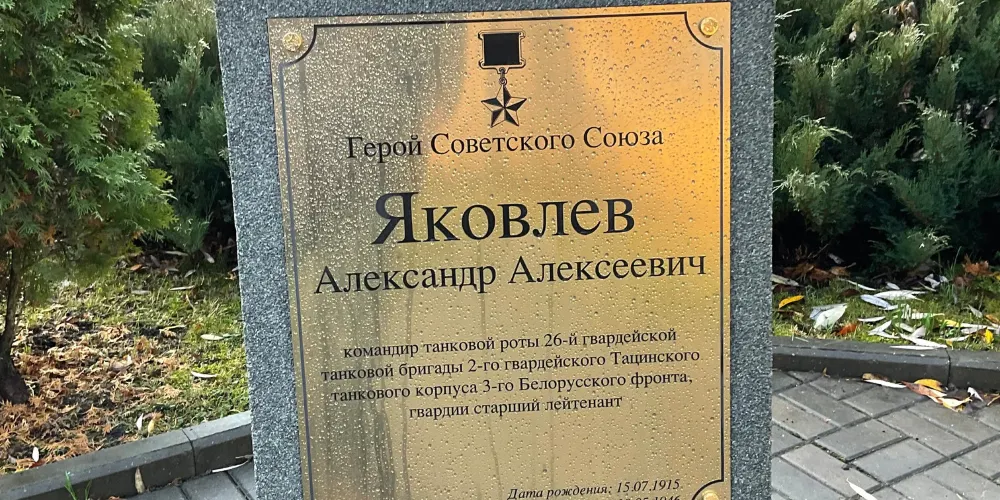 Герой Советского Союза
Яковлев
Александр Алексеевич
командир танковой роты 26-й гвардейской
танковой бригады 2-го гвардейского Тацинского
танкового корпуса 3-го Белорусского фронта,
гвардии старший лейтенант
Дата рождения: 15.07.1915.